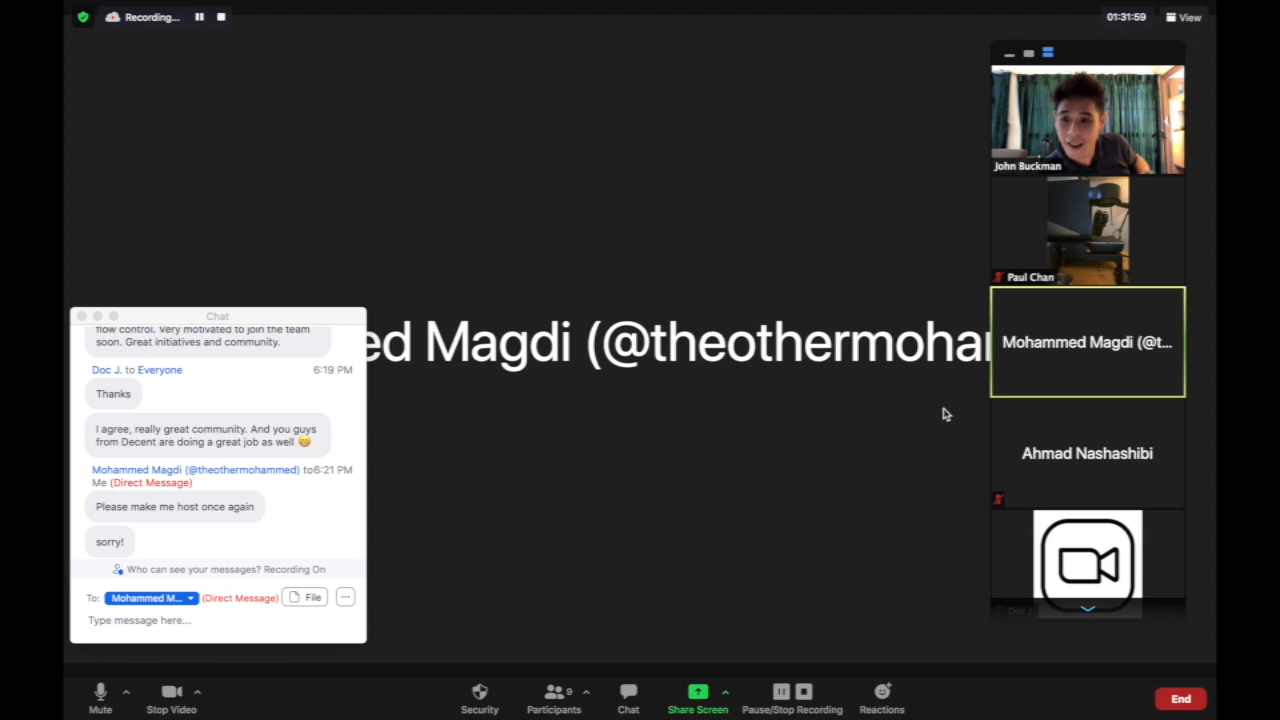 Recording...
01:31:59
View
John Buckman
Paul Chan
ed Magdi (@theothermohar
Mohammed Magdi (@t...
Ahmad Nashashibi
Doc J
Chat
flow control. Very motivated to join the team
soon. Great initiatives and community.
Doc J. to Everyone 6:19 PM
Thanks
I agree, really great community. And you guys
from Decent are doing a great job as well 😄
Mohammed Magdi (@theothermohammed) to 6:21 PM
Me (Direct Message)
Please make me host once again
sorry!
Who can see your messages? Recording On
To: Mohammed M... (Direct Message) File ...
Type message here...
Mute
Stop Video
Security
9
Participants
Chat
Share Screen
Pause/Stop Recording
Reactions
End